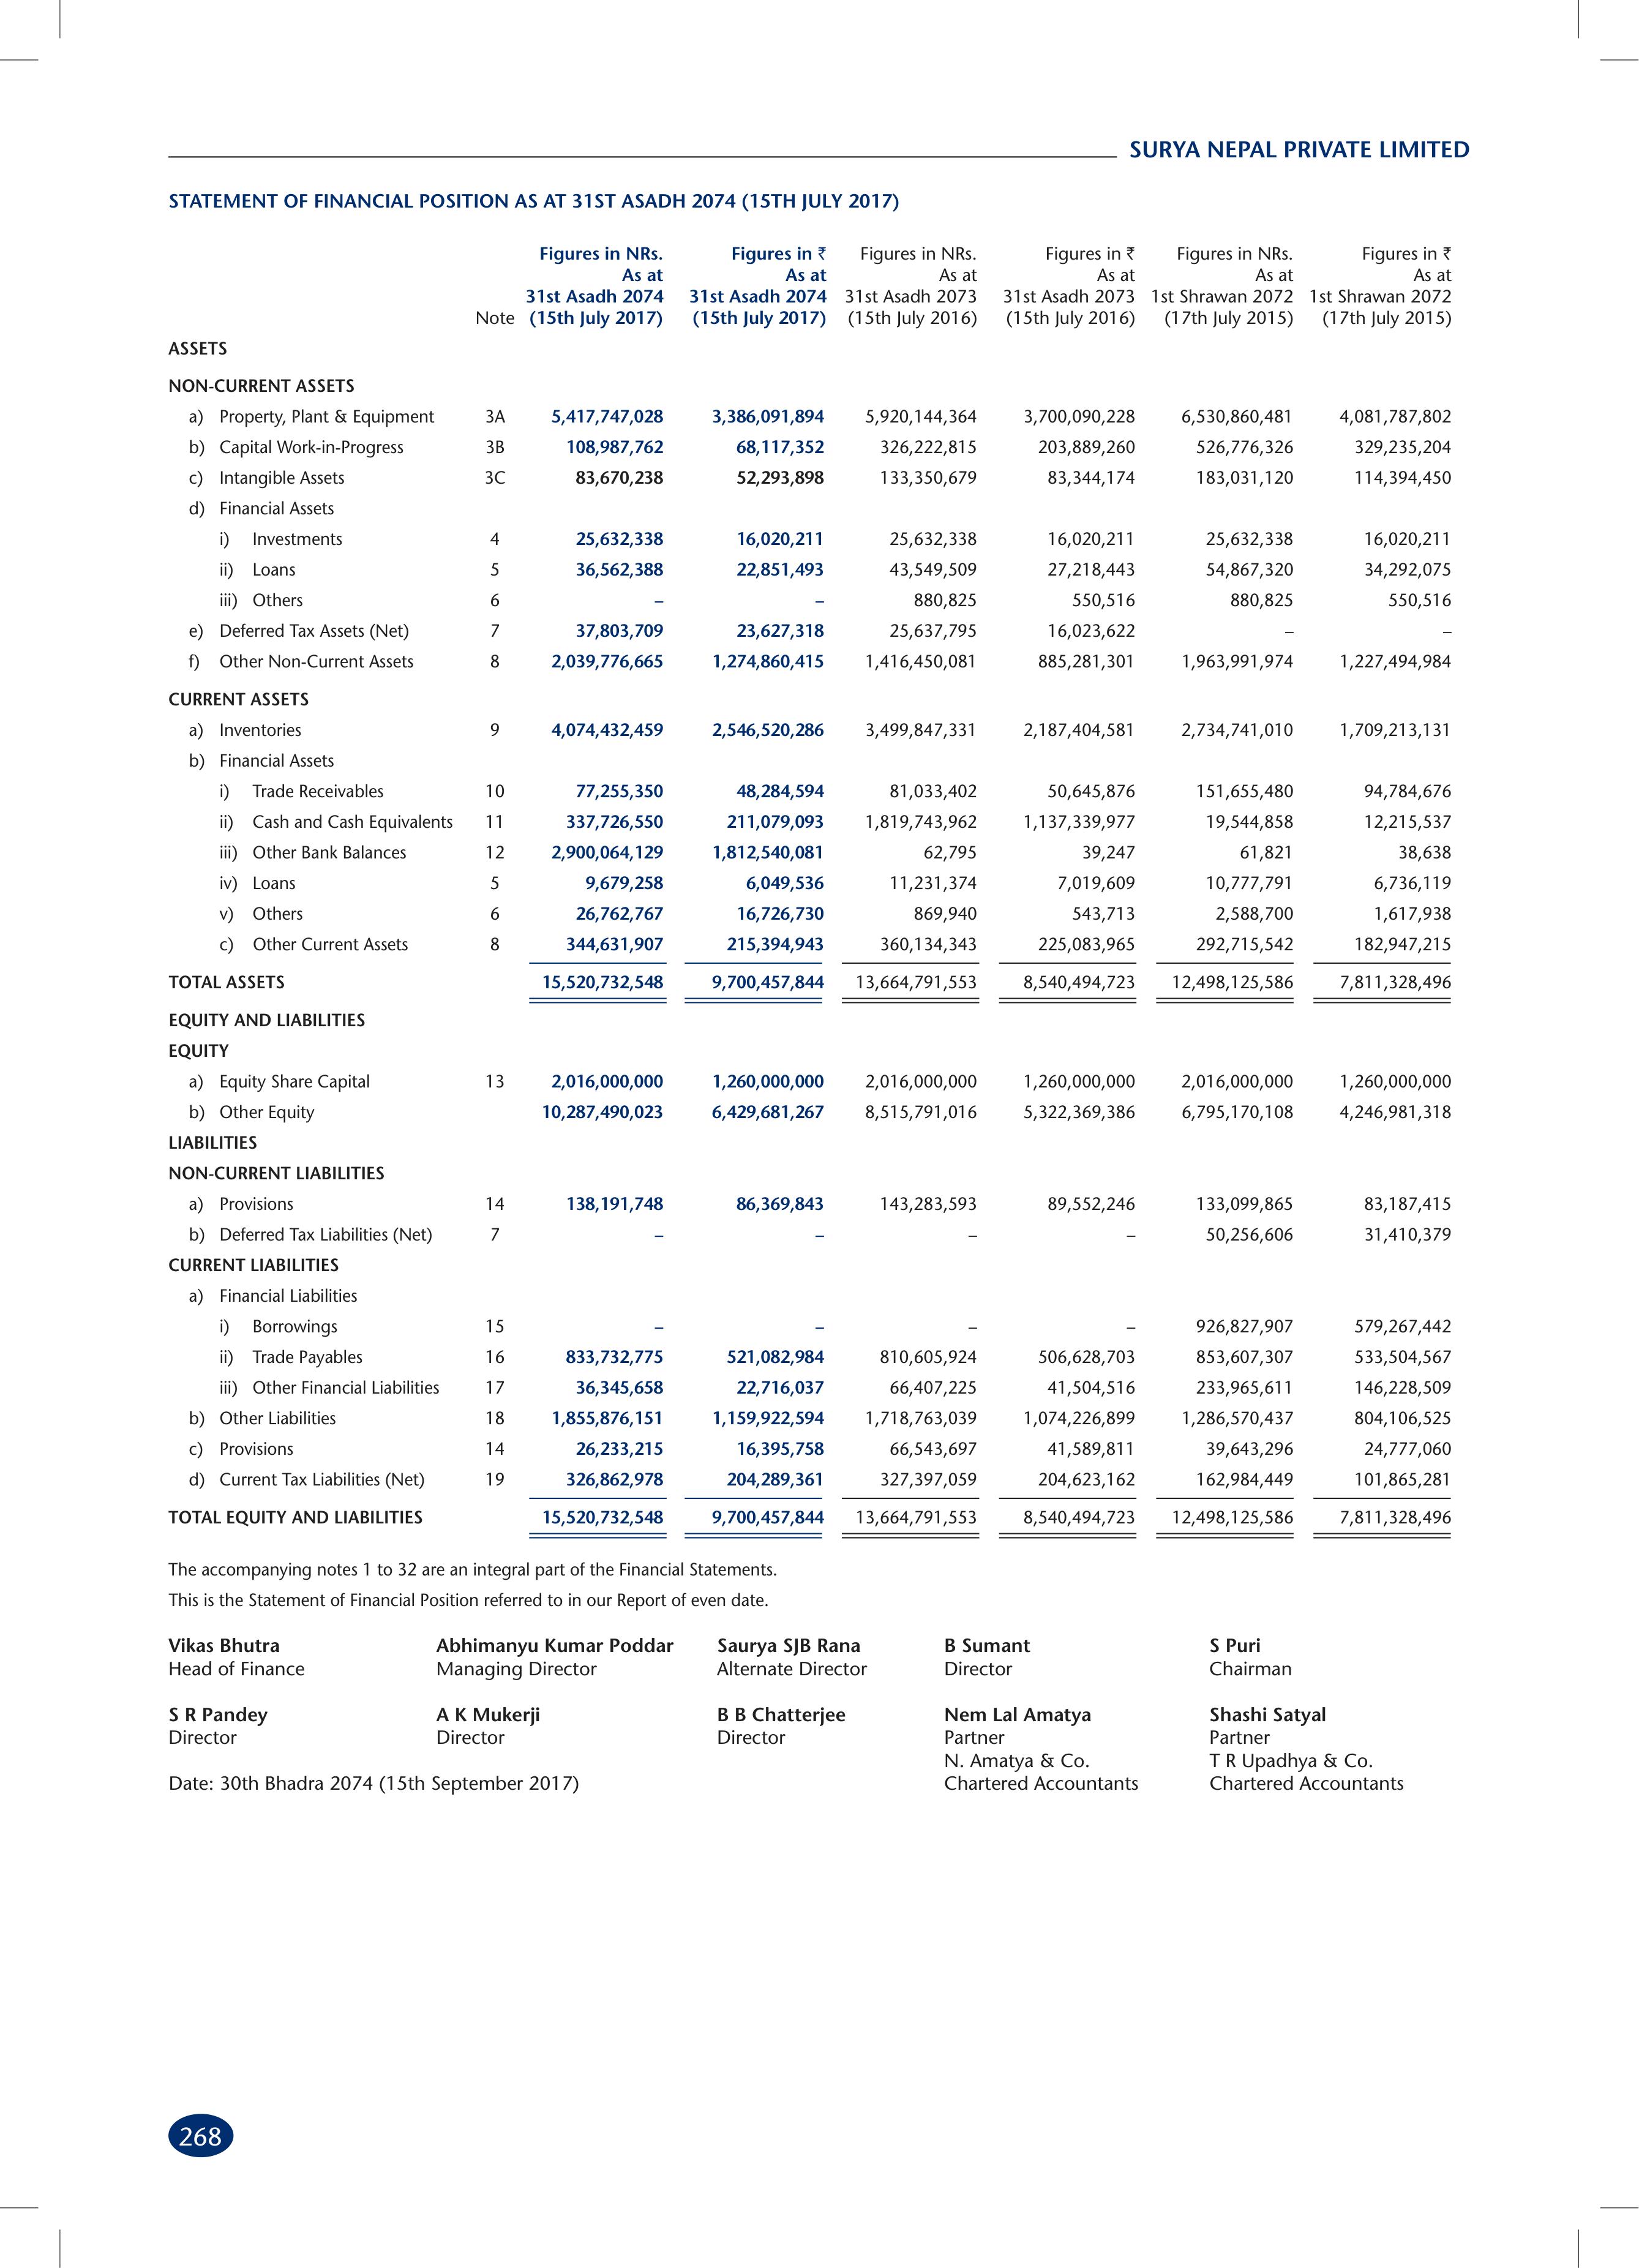 SURYA NEPAL PRIVATE LIMITED
STATEMENT OF FINANCIAL POSITION AS AT 31ST ASADH 2074 (15TH JULY 2017)
Figures in NRs. Figures in ₹ Figures in NRs. Figures in ₹ Figures in NRs. Figures in ₹
As at As at As at As at As at As at
31st Asadh 2074 31st Asadh 2074 31st Asadh 2073 31st Asadh 2073 1st Shrawan 2072 1st Shrawan 2072
Note (15th July 2017) (15th July 2017) (15th July 2016) (15th July 2016) (17th July 2015) (17th July 2015)
ASSETS
NON-CURRENT ASSETS
a) Property, Plant & Equipment 3A 5,417,747,028 3,386,091,894 5,920,144,364 3,700,090,228 6,530,860,481 4,081,787,802
b) Capital Work-in-Progress 3B 108,987,762 68,117,352 326,222,815 203,889,260 526,776,326 329,235,204
c) Intangible Assets 3C 83,670,238 52,293,898 133,350,679 83,344,174 183,031,120 114,394,450
d) Financial Assets
i) Investments 4 25,632,338 16,020,211 25,632,338 16,020,211 25,632,338 16,020,211
ii) Loans 5 36,562,388 22,851,493 43,549,509 27,218,443 54,867,320 34,292,075
iii) Others 6 – – 880,825 550,516 880,825 550,516
e) Deferred Tax Assets (Net) 7 37,803,709 23,627,318 25,637,795 16,023,622 – –
f) Other Non-Current Assets 8 2,039,776,665 1,274,860,415 1,416,450,081 885,281,301 1,963,991,974 1,227,494,984
CURRENT ASSETS
a) Inventories 9 4,074,432,459 2,546,520,286 3,499,847,331 2,187,404,581 2,734,741,010 1,709,213,131
b) Financial Assets
i) Trade Receivables 10 77,255,350 48,284,594 81,033,402 50,645,876 151,655,480 94,784,676
ii) Cash and Cash Equivalents 11 337,726,550 211,079,093 1,819,743,962 1,137,339,977 19,544,858 12,215,537
iii) Other Bank Balances 12 2,900,064,129 1,812,540,081 62,795 39,247 61,821 38,638
iv) Loans 5 9,679,258 6,049,536 11,231,374 7,019,609 10,777,791 6,736,119
v) Others 6 26,762,767 16,726,730 869,940 543,713 2,588,700 1,617,938
c) Other Current Assets 8 344,631,907 215,394,943 360,134,343 225,083,965 292,715,542 182,947,215
TOTAL ASSETS 15,520,732,548 9,700,457,844 13,664,791,553 8,540,494,723 12,498,125,586 7,811,328,496
EQUITY AND LIABILITIES
EQUITY
a) Equity Share Capital 13 2,016,000,000 1,260,000,000 2,016,000,000 1,260,000,000 2,016,000,000 1,260,000,000
b) Other Equity 10,287,490,023 6,429,681,267 8,515,791,016 5,322,369,386 6,795,170,108 4,246,981,318
LIABILITIES
NON-CURRENT LIABILITIES
a) Provisions 14 138,191,748 86,369,843 143,283,593 89,552,246 133,099,865 83,187,415
b) Deferred Tax Liabilities (Net) 7 – – – – 50,256,606 31,410,379
CURRENT LIABILITIES
a) Financial Liabilities
i) Borrowings 15 – – – – 926,827,907 579,267,442
ii) Trade Payables 16 833,732,775 521,082,984 810,605,924 506,628,703 853,607,307 533,504,567
iii) Other Financial Liabilities 17 36,345,658 22,716,037 66,407,225 41,504,516 233,965,611 146,228,509
b) Other Liabilities 18 1,855,876,151 1,159,922,594 1,718,763,039 1,074,226,899 1,286,570,437 804,106,525
c) Provisions 14 26,233,215 16,395,758 66,543,697 41,589,811 39,643,296 24,777,060
d) Current Tax Liabilities (Net) 19 326,862,978 204,289,361 327,397,059 204,623,162 162,984,449 101,865,281
TOTAL EQUITY AND LIABILITIES 15,520,732,548 9,700,457,844 13,664,791,553 8,540,494,723 12,498,125,586 7,811,328,496
The accompanying notes 1 to 32 are an integral part of the Financial Statements.
This is the Statement of Financial Position referred to in our Report of even date.
Vikas Bhutra Abhimanyu Kumar Poddar Saurya SJB Rana B Sumant S Puri
Head of Finance Managing Director Alternate Director Director Chairman
S R Pandey A K Mukerji B B Chatterjee Nem Lal Amatya Shashi Satyal
Director Director Director Partner Partner
N. Amatya & Co. T R Upadhya & Co.
Date: 30th Bhadra 2074 (15th September 2017) Chartered Accountants Chartered Accountants
268